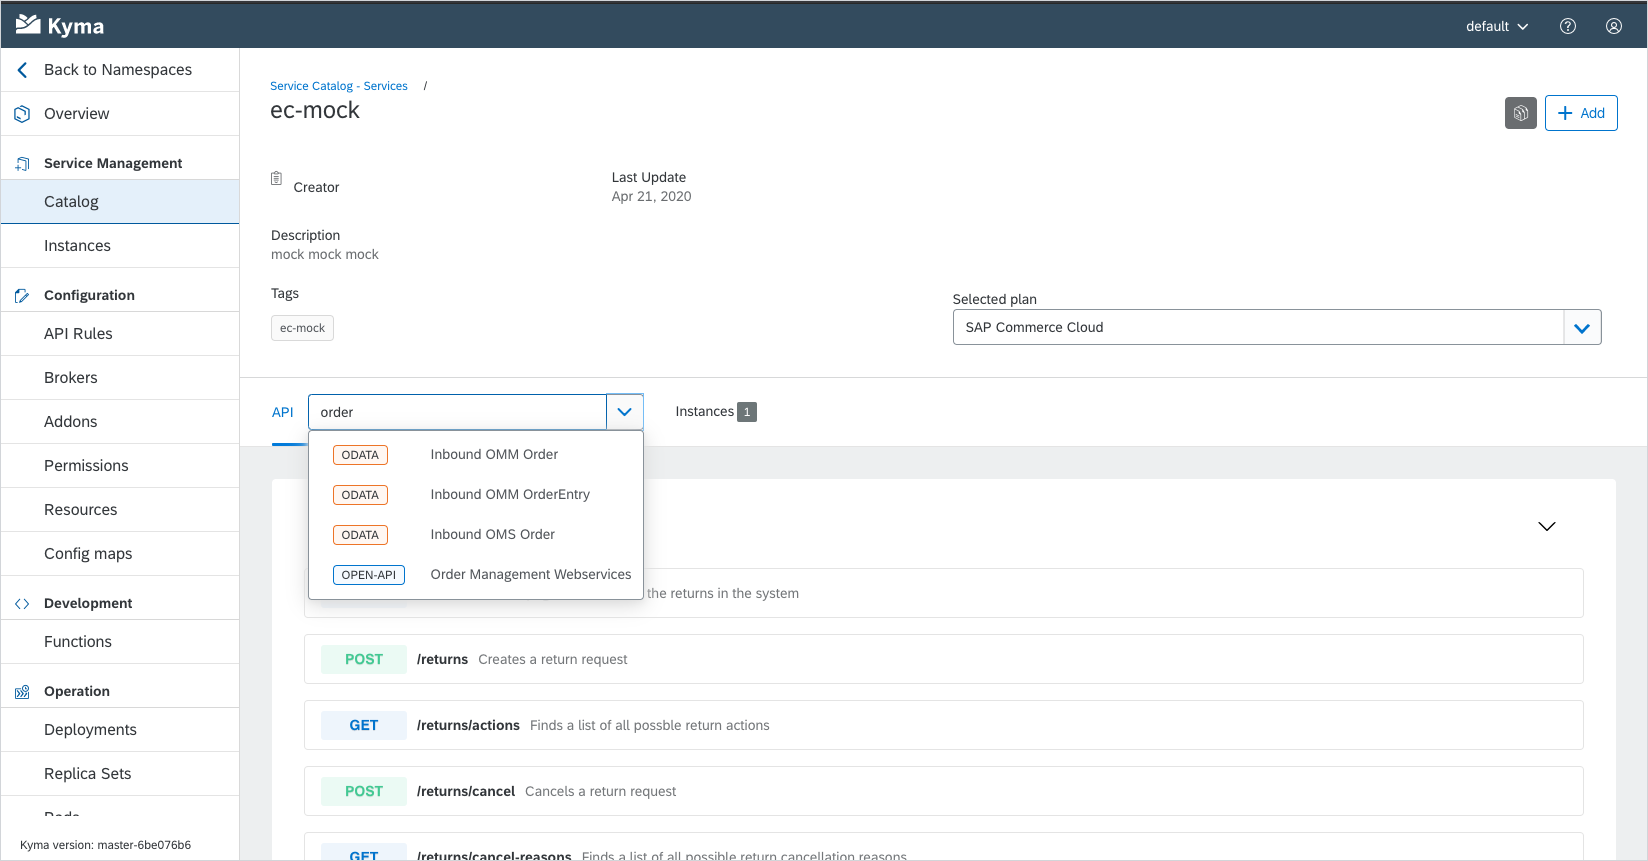 Kyma
default
Back to Namespaces
Overview
Service Management
Catalog
Instances
Configuration
API Rules
Brokers
Addons
Permissions
Resources
Config maps
Development
Functions
Operation
Deployments
Replica Sets
Pods
Kyma version: master-6be076b6
Service Catalog - Services /
ec-mock
Add
Creator
Last Update
Apr 21, 2020
Description
mock mock mock
Tags
ec-mock
Selected plan
SAP Commerce Cloud
API order
Instances 1
ODATA Inbound OMM Order
ODATA Inbound OMM OrderEntry
ODATA Inbound OMS Order
OPEN-API Order Management Webservices
the returns in the system
POST /returns Creates a return request
GET /returns/actions Finds a list of all possble return actions
POST /returns/cancel Cancels a return request
GET /returns/cancel-reasons Finds a list of all possible return cancellation reasons